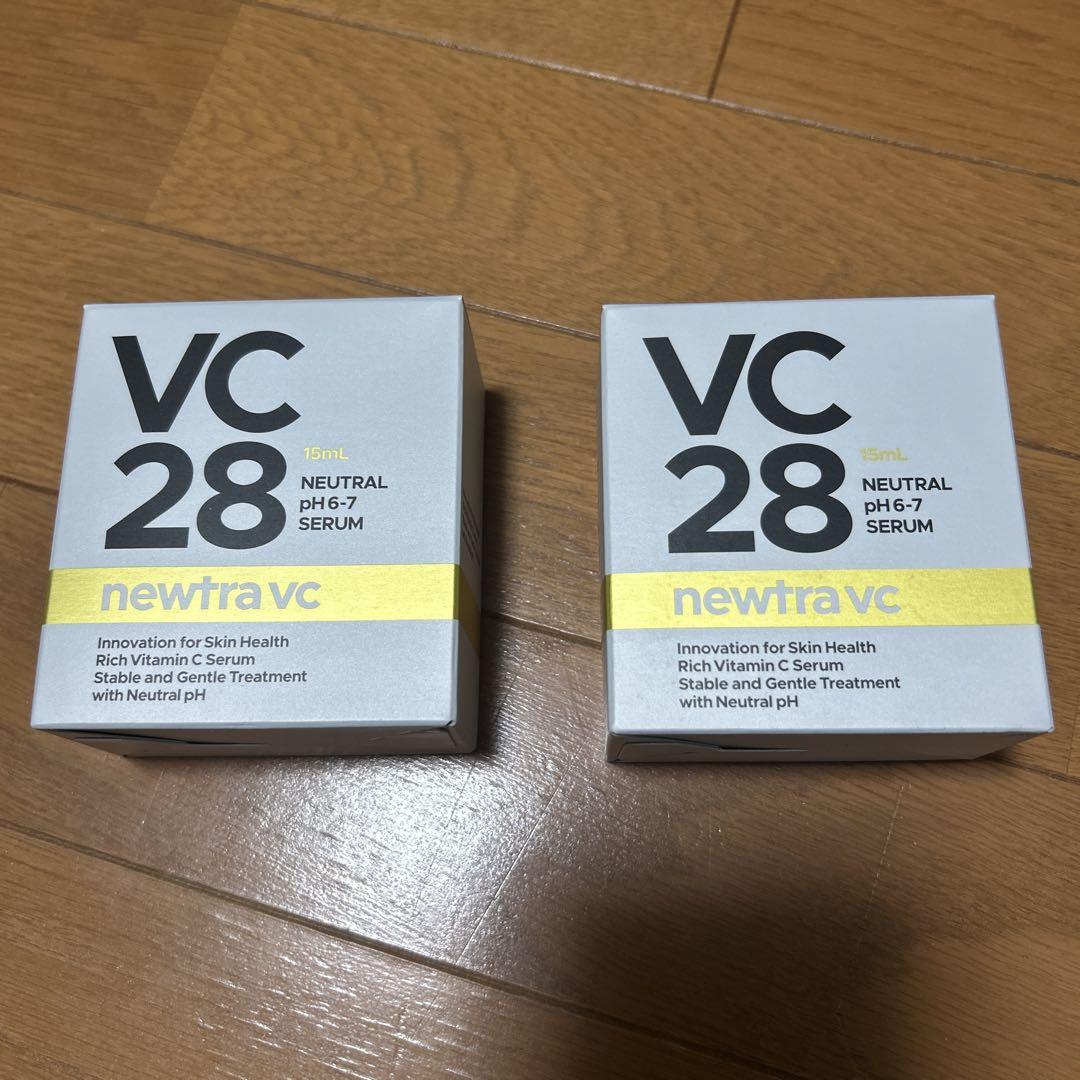 VC
28
15mL
NEUTRAL
pH 6-7
SERUM
newtra vc
Innovation for Skin Health
Rich Vitamin C Serum
Stable and Gentle Treatment
with Neutral pH
VC
28
15mL
NEUTRAL
pH 6-7
SERUM
newtra vc
Innovation for Skin Health
Rich Vitamin C Serum
Stable and Gentle Treatment
with Neutral pH